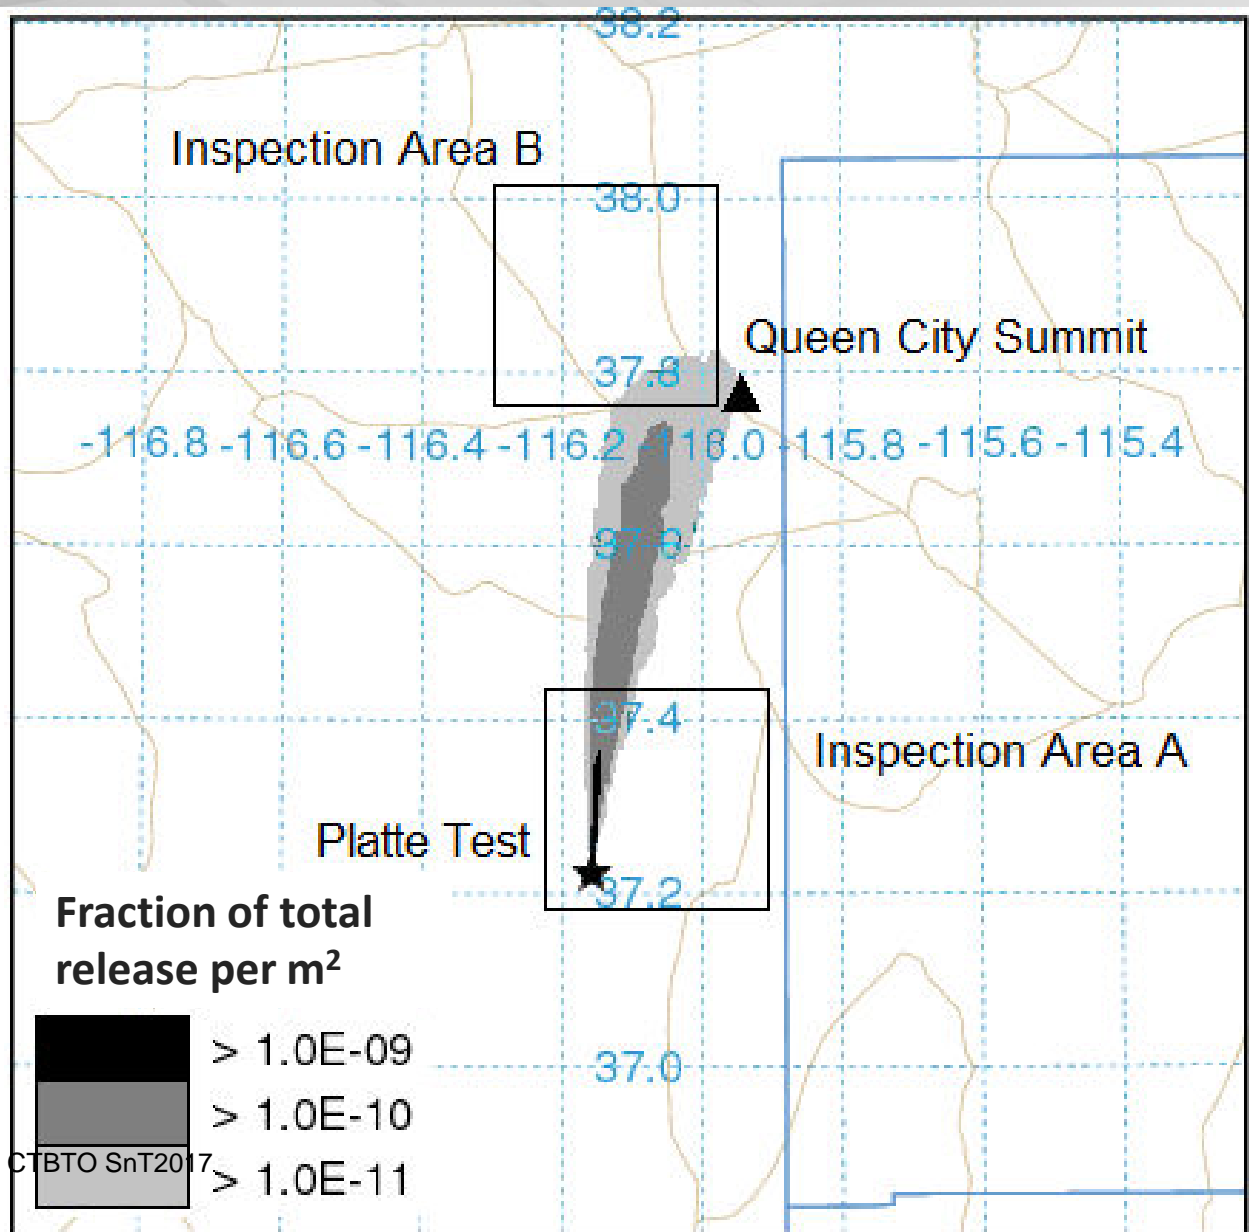 38.2
Inspection Area B
38.0
Queen City Summit
37.8
-116.8 -116.6 -116.4 -116.2 -116.0 -115.8 -115.6 -115.4
37.6
37.4
Inspection Area A
Platte Test
37.2
Fraction of total
release per m²
> 1.0E-09
37.0
> 1.0E-10
CTBTO SnT2017
> 1.0E-11